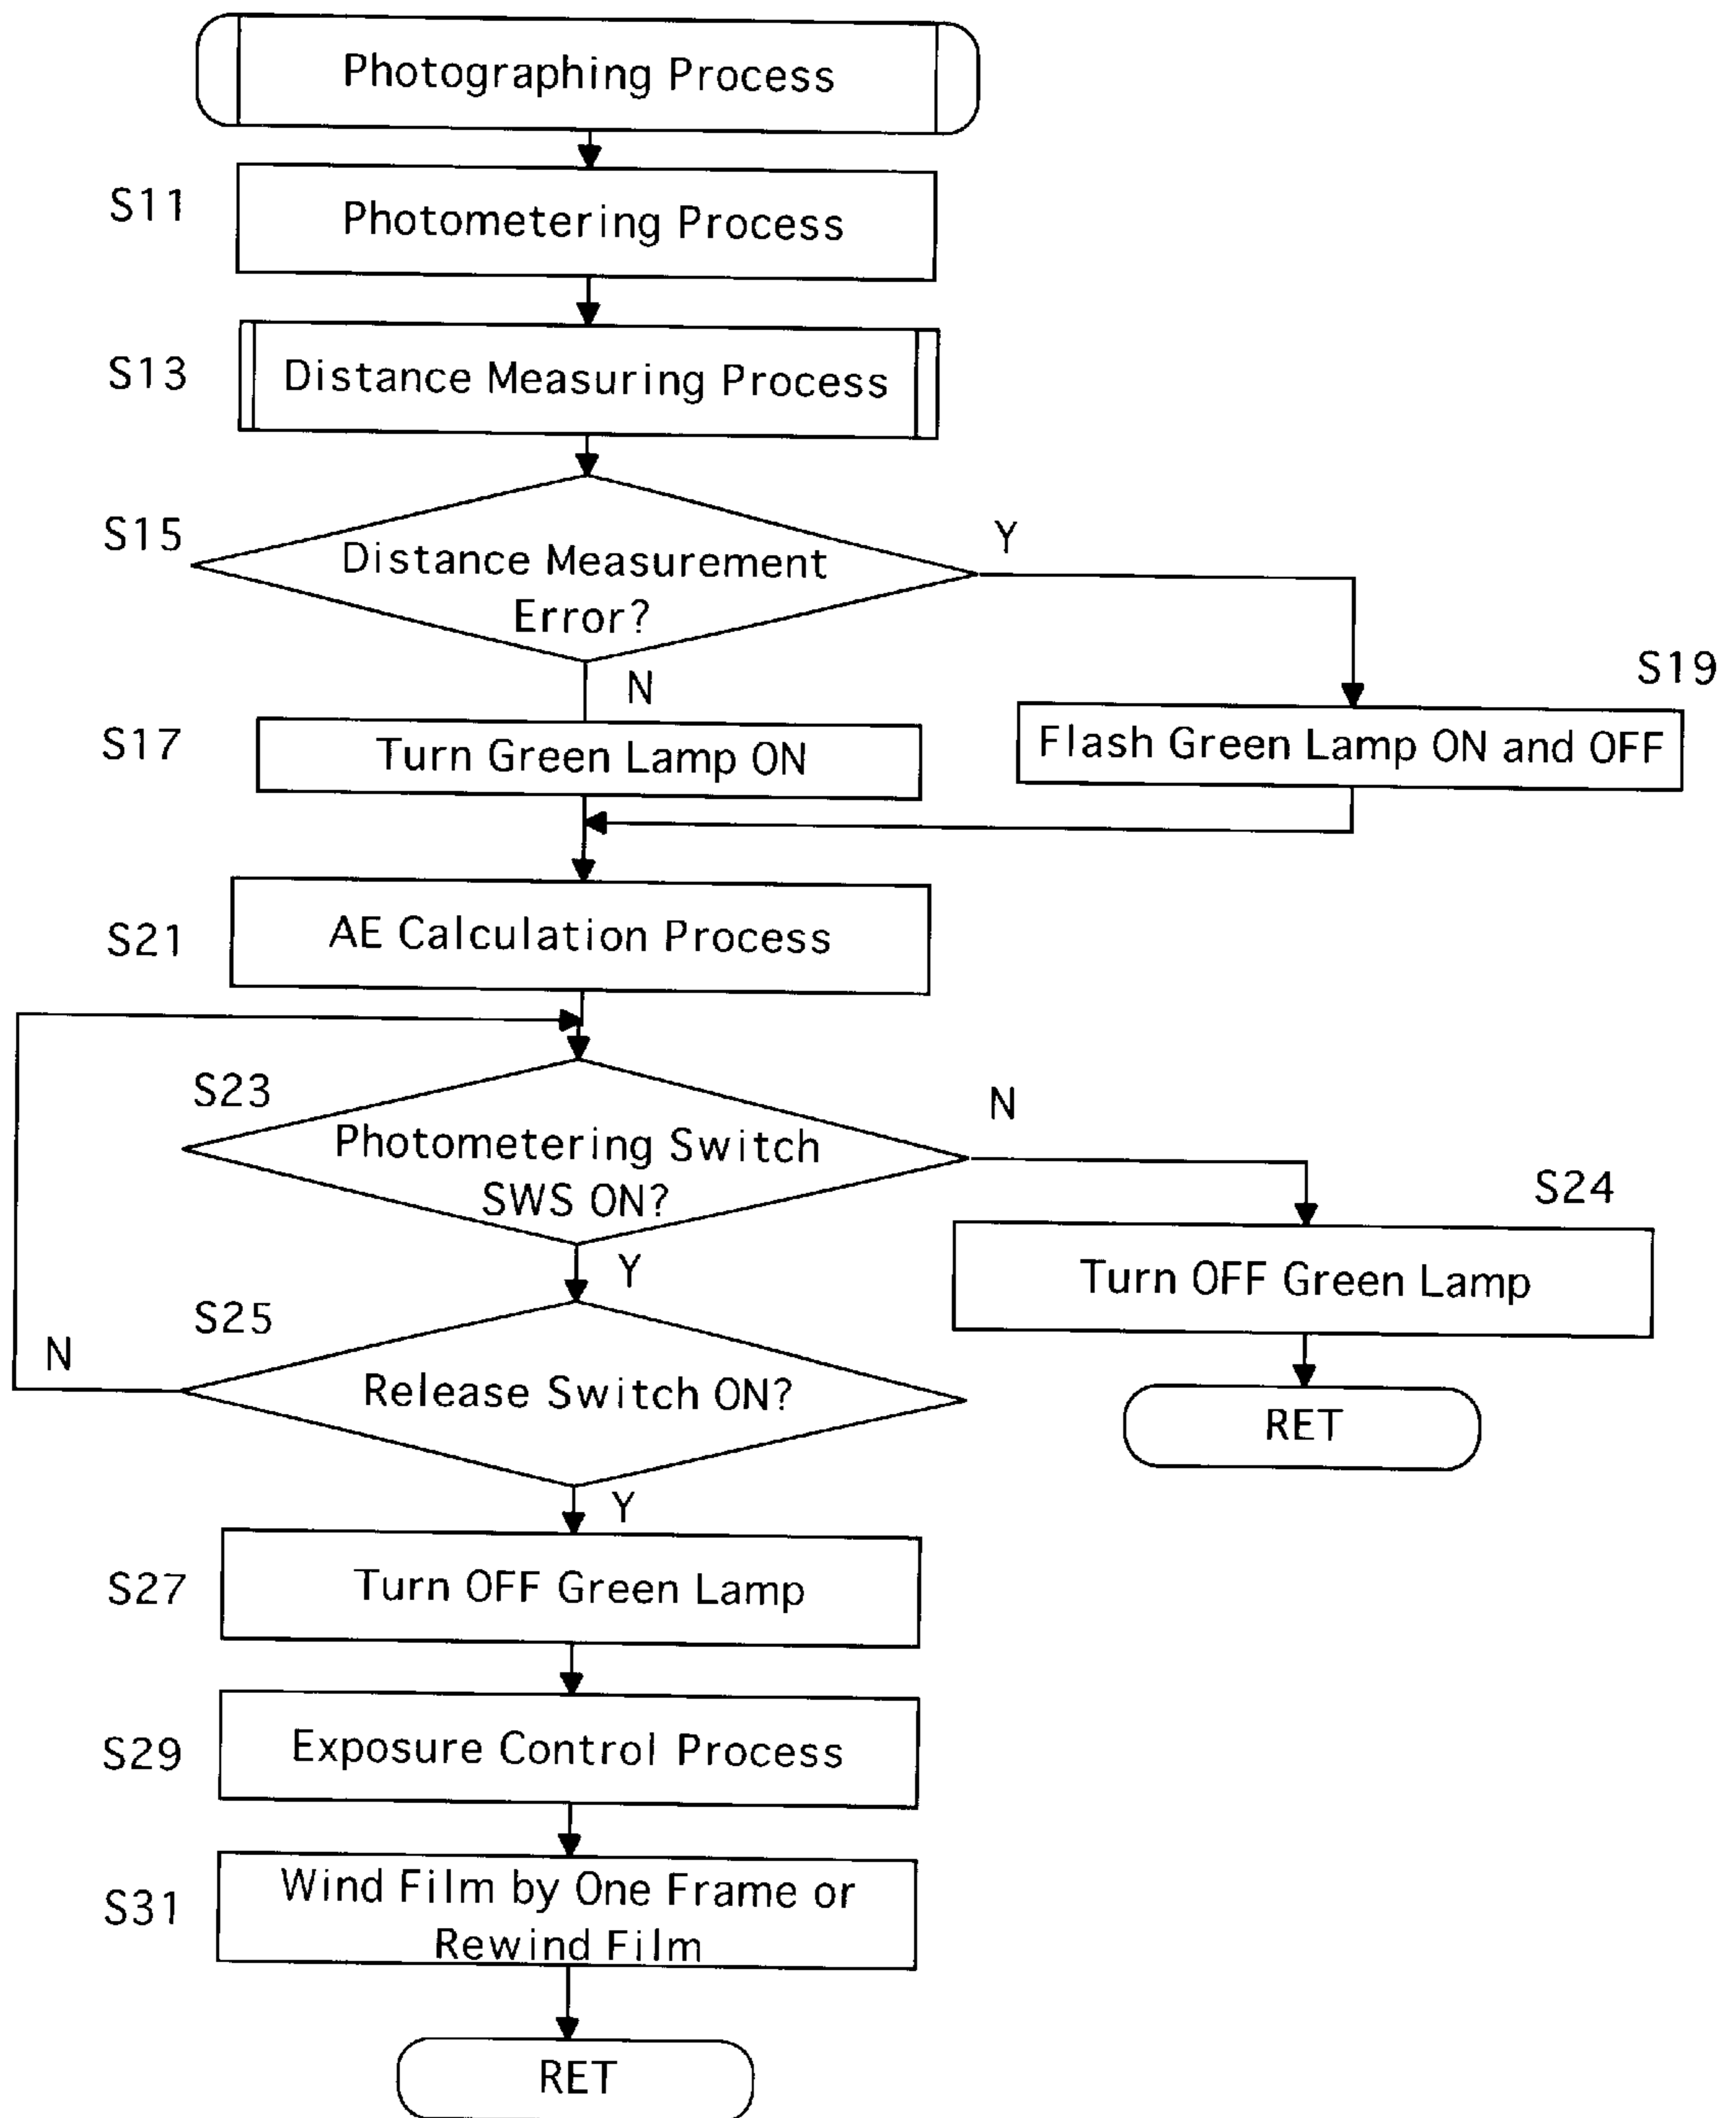 Photographing Process
S11
Photometering Process
S13
Distance Measuring Process
S15
Distance Measurement
Error?
Y
N
S19
S17
Turn Green Lamp ON
Flash Green Lamp ON and OFF
S21
AE Calculation Process
S23
Photometering Switch
SWS ON?
N
Y
S24
Turn OFF Green Lamp
RET
S25
Release Switch ON?
N
Y
S27
Turn OFF Green Lamp
S29
Exposure Control Process
S31
Wind Film by One Frame or
Rewind Film
RET